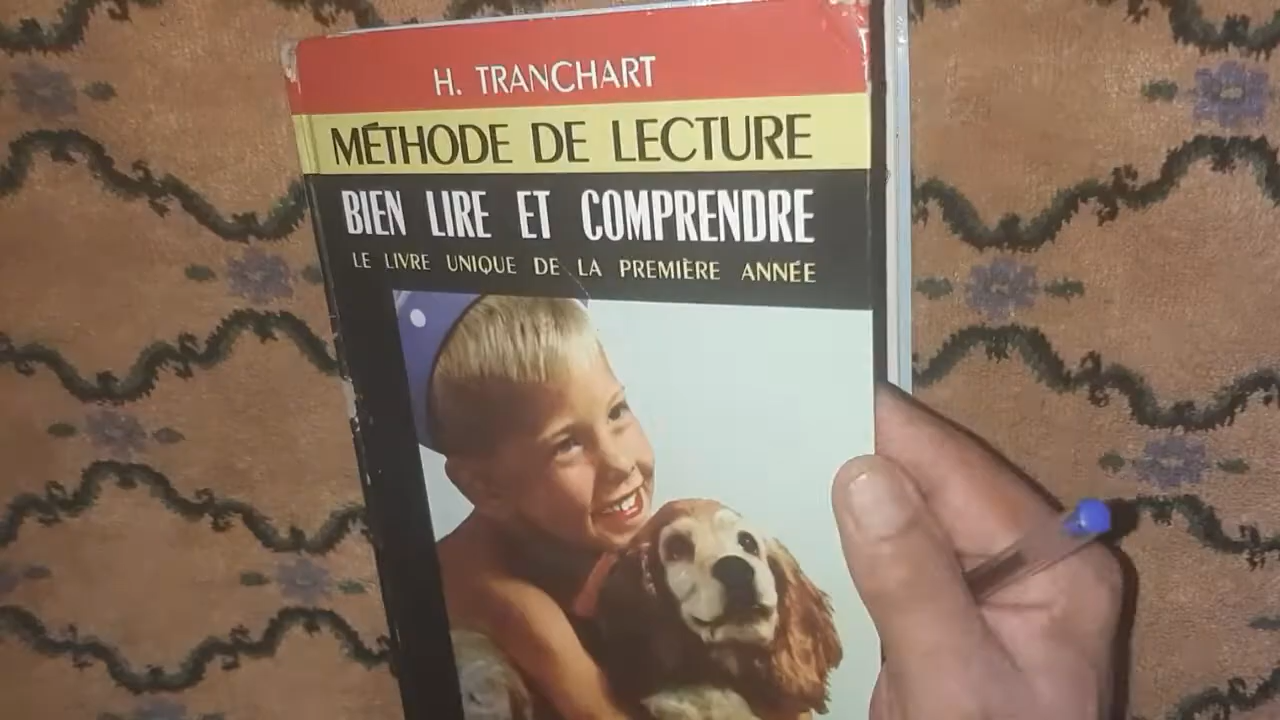 H. TRANCHART
MÉTHODE DE LECTURE
BIEN LIRE ET COMPRENDRE
LE LIVRE UNIQUE DE LA PREMIÈRE ANNÉE